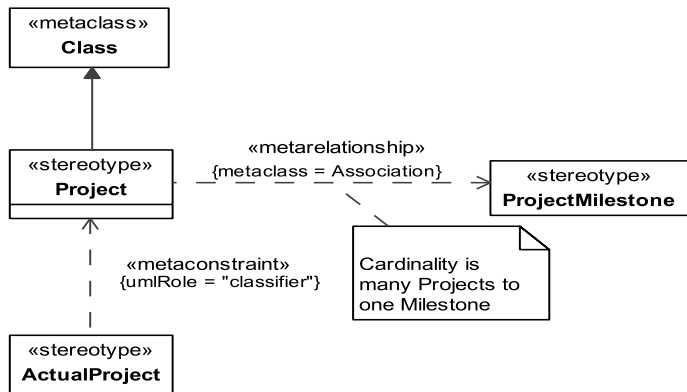 «metaclass»
Class
«stereotype»
Project
«metarelationship»
{metaclass = Association}
«stereotype»
ProjectMilestone
Cardinality is
many Projects to
one Milestone
«metaconstraint»
{umlRole = "classifier"}
«stereotype»
ActualProject